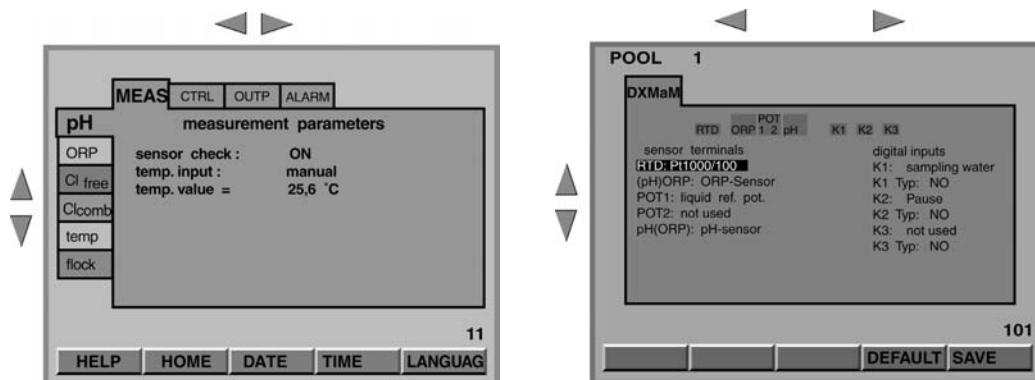 MEAS CTRL OUTP ALARM
pH measurement parameters
ORP
Cl free
Clcomb
temp
flock
sensor check : ON
temp. input : manual
temp. value = 25,6 °C
11
HELP HOME DATE TIME LANGUAG
POOL 1
DXMaM
POT
RTD ORP 1 2 pH K1 K2 K3
sensor terminals
RTD: Pt1000/100
(pH)ORP: ORP-Sensor
POT1: liquid ref. pot.
POT2: not used
pH(ORP): pH-sensor
digital inputs
K1: sampling water
K1 Typ: NO
K2: Pause
K2 Typ: NO
K3: not used
K3 Typ: NO
101
DEFAULT SAVE